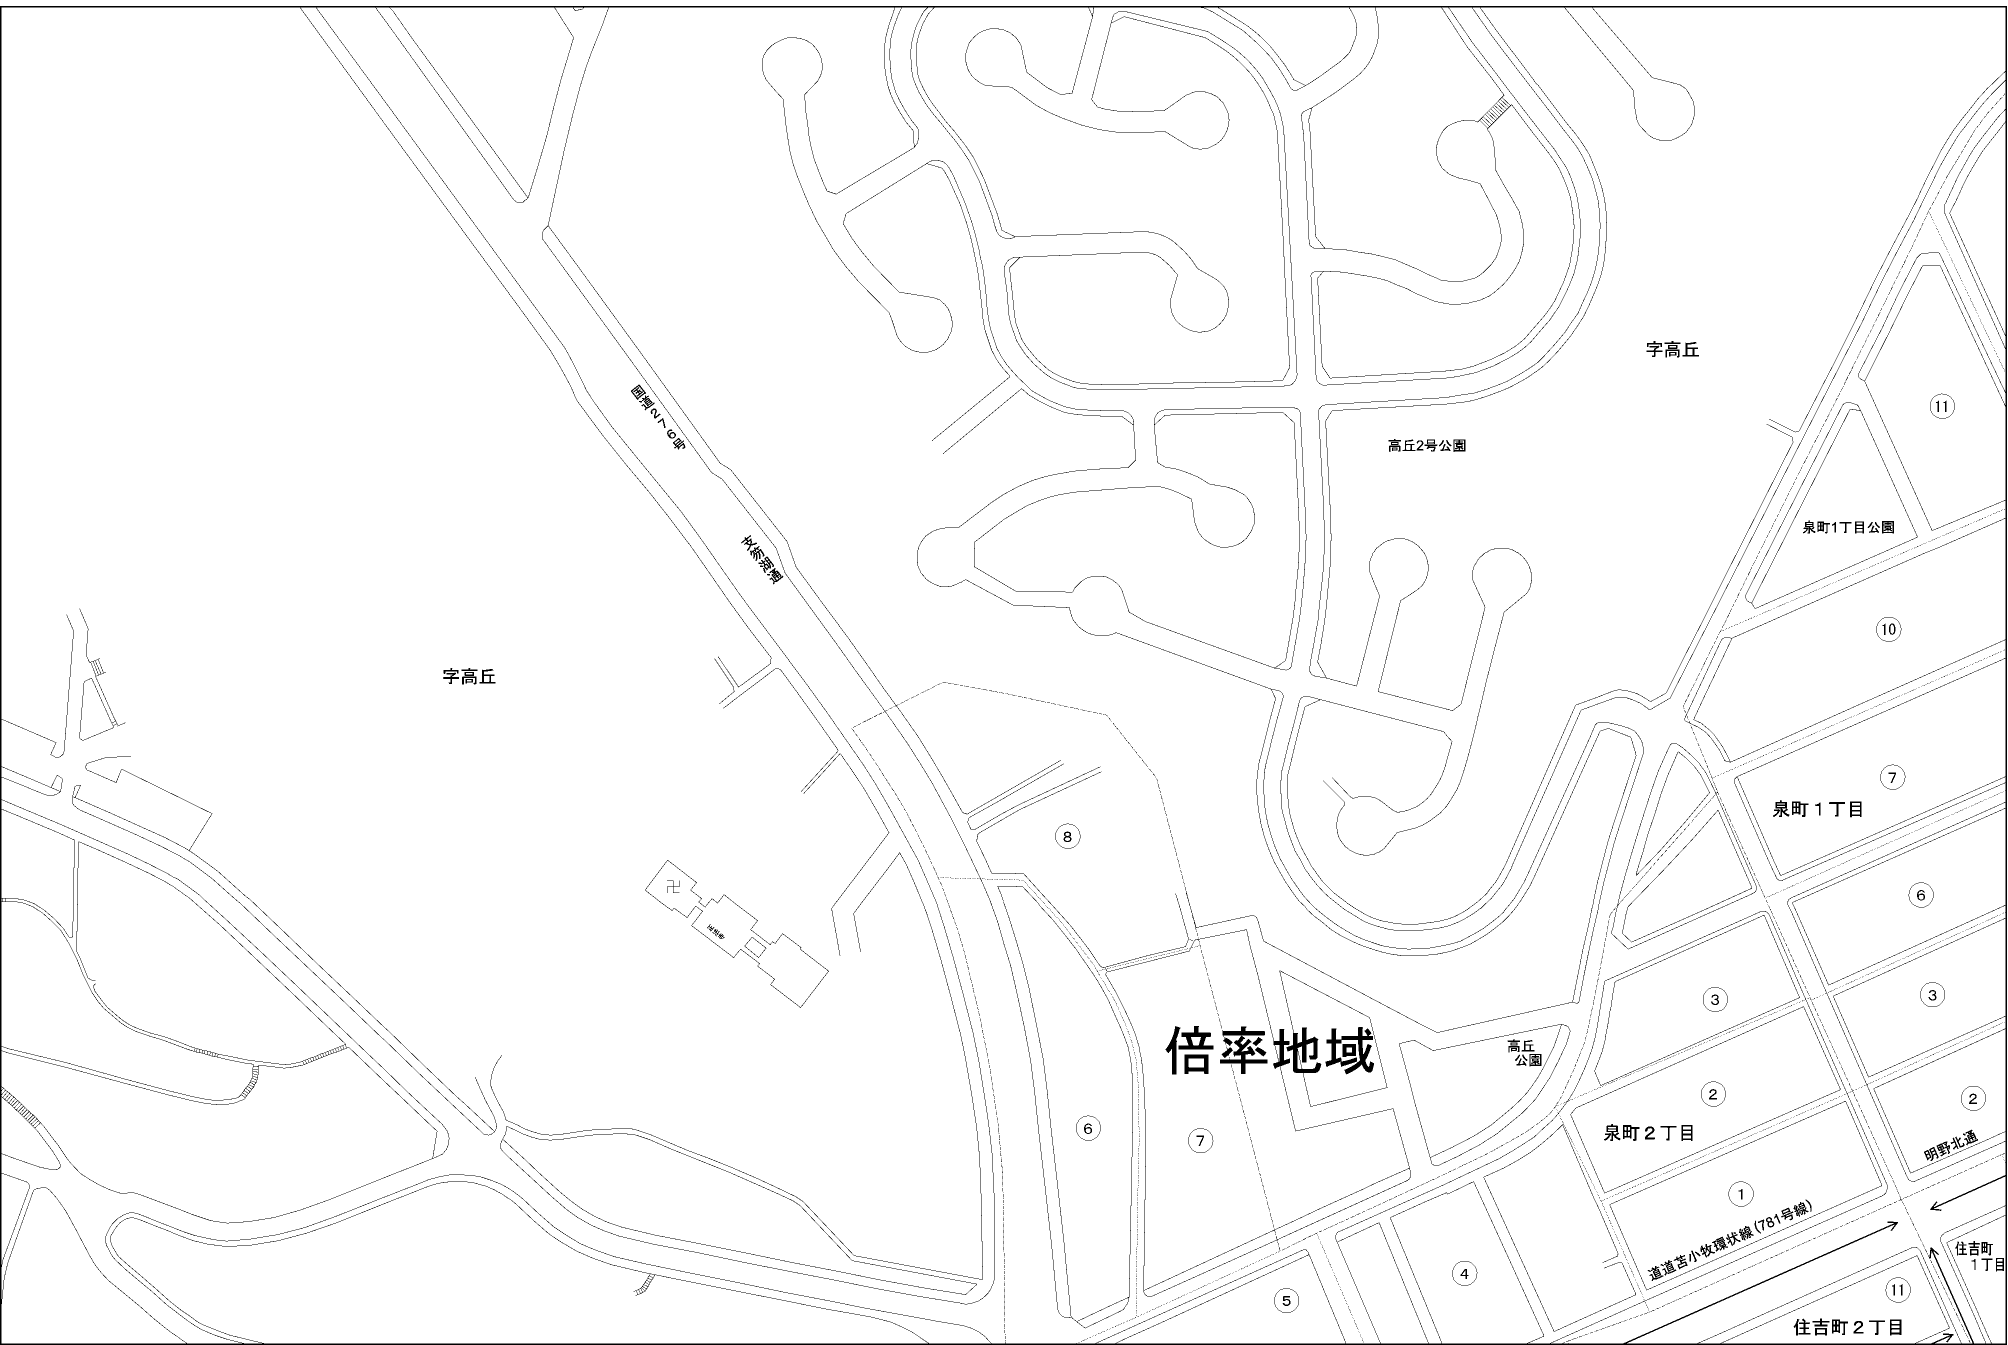 字高丘
国道276号
⑪
高丘2号公園
泉町1丁目公園
支笏湖通
⑩
字高丘
⑦
泉町1丁目
⑧
⑥
卍
③
③
倍率地域
高丘
公園
②
②
⑥
⑦
泉町2丁目
明野北通
①
道道苫小牧環状線(781号線)
住吉町
1丁目
④
⑤
⑪
住吉町2丁目